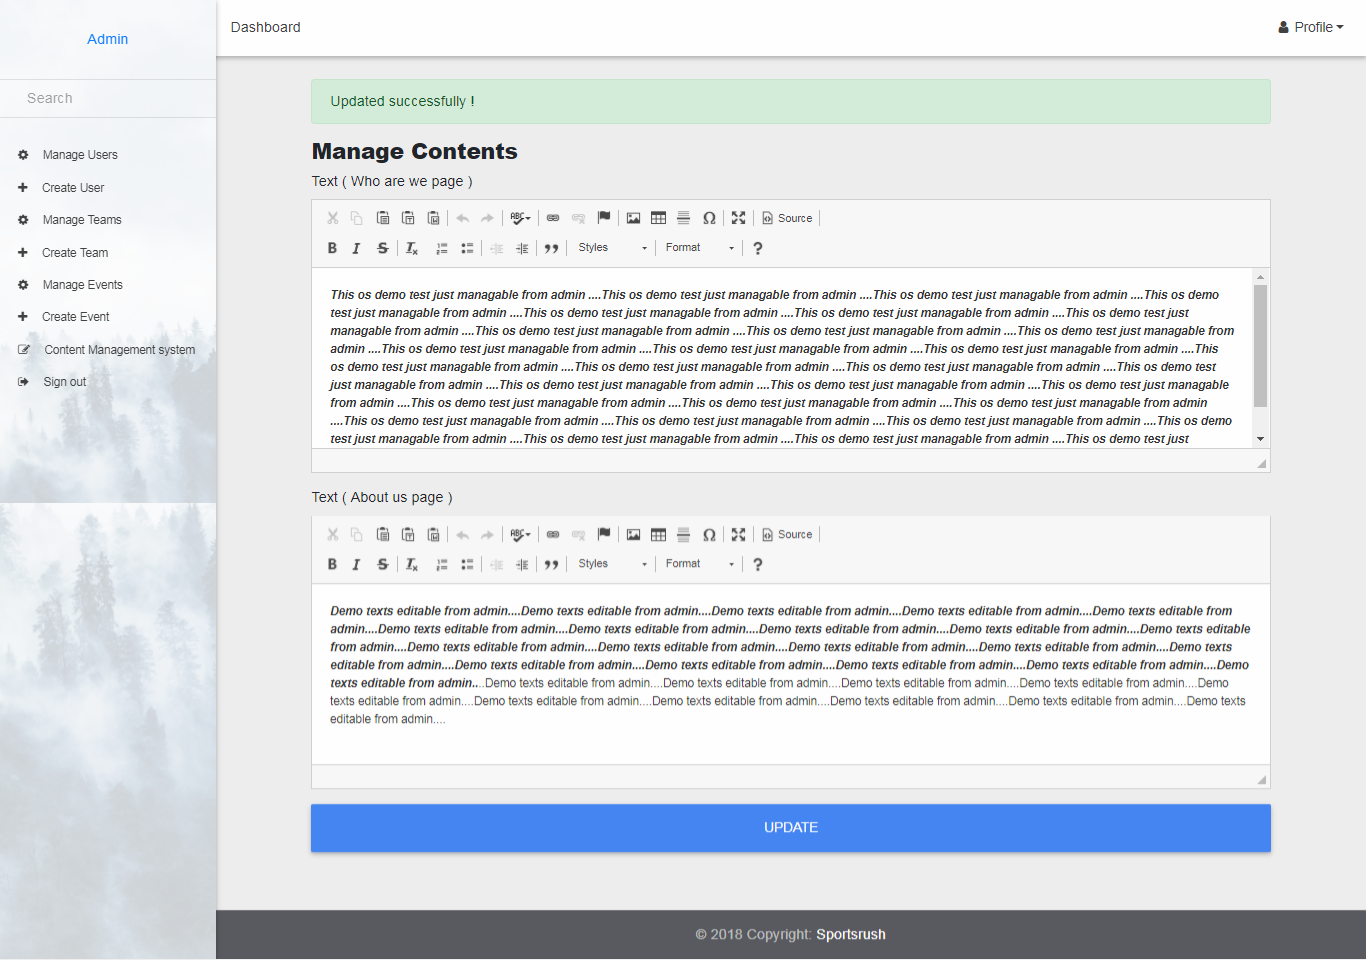 Admin
Search
Manage Users
Create User
Manage Teams
Create Team
Manage Events
Create Event
Content Management system
Sign out
Dashboard
Profile
Updated successfully !
Manage Contents
Text ( Who are we page )
ABC
Source
B I S Tx
Styles Format ?
This os demo test just managable from admin ....This os demo test just managable from admin ....This os demo test just managable from admin ....This os demo
test just managable from admin ....This os demo test just managable from admin ....This os demo test just managable from admin ....This os demo test just
managable from admin ....This os demo test just managable from admin ....This os demo test just managable from admin ....This os demo test just managable from
admin ....This os demo test just managable from admin ....This os demo test just managable from admin ....This os demo test just managable from admin ....This
os demo test just managable from admin ....This os demo test just managable from admin ....This os demo test just managable from admin ....This os demo test
just managable from admin ....This os demo test just managable from admin ....This os demo test just managable from admin ....This os demo test just managable
from admin ....This os demo test just managable from admin ....This os demo test just managable from admin ....This os demo test just managable from admin
....This os demo test just managable from admin ....This os demo test just managable from admin ....This os demo test just managable from admin ....This os demo
test just managable from admin ....This os demo test just managable from admin ....This os demo test just managable from admin ....This os demo test just
Text ( About us page )
ABC
Source
B I S Tx
Styles Format ?
Demo texts editable from admin....Demo texts editable from admin....Demo texts editable from admin....Demo texts editable from admin....Demo texts editable from
admin....Demo texts editable from admin....Demo texts editable from admin....Demo texts editable from admin....Demo texts editable from admin....Demo texts editable
from admin....Demo texts editable from admin....Demo texts editable from admin....Demo texts editable from admin....Demo texts editable from admin....Demo texts
editable from admin....Demo texts editable from admin....Demo texts editable from admin....Demo texts editable from admin....Demo texts editable from admin....Demo
texts editable from admin....Demo texts editable from admin....Demo texts editable from admin....Demo texts editable from admin....Demo texts editable from admin....Demo
texts editable from admin....Demo texts editable from admin....Demo texts editable from admin....Demo texts editable from admin....Demo texts editable from admin....Demo texts
editable from admin....
UPDATE
© 2018 Copyright: Sportsrush